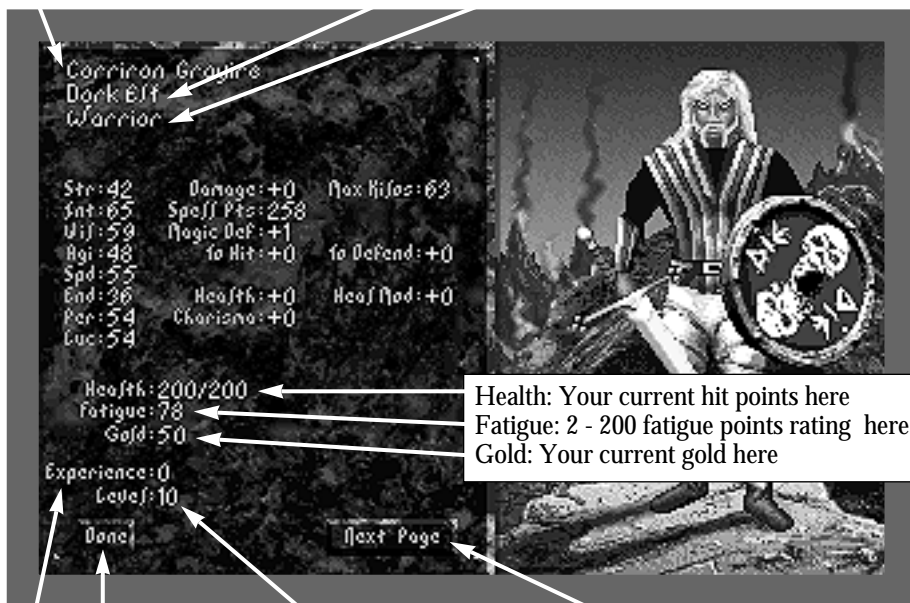 Corriron Grayire
Dark Elf
Warrior
Str:42 Damage:+0 Max Kilos:63
Int:65 Spell Pts:258
Wil:59 Magic Def:+1
Agi:48 To Hit:+0 To Defend:+0
Spd:55
End:36 Health:+0 Heal Mod:+0
Per:54 Charisma:+0
Luc:54
Health:200/200
Fatigue:78
Gold:50
Experience:0
Level:10
Done
Next Page
Health: Your current hit points here
Fatigue: 2 - 200 fatigue points rating here
Gold: Your current gold here